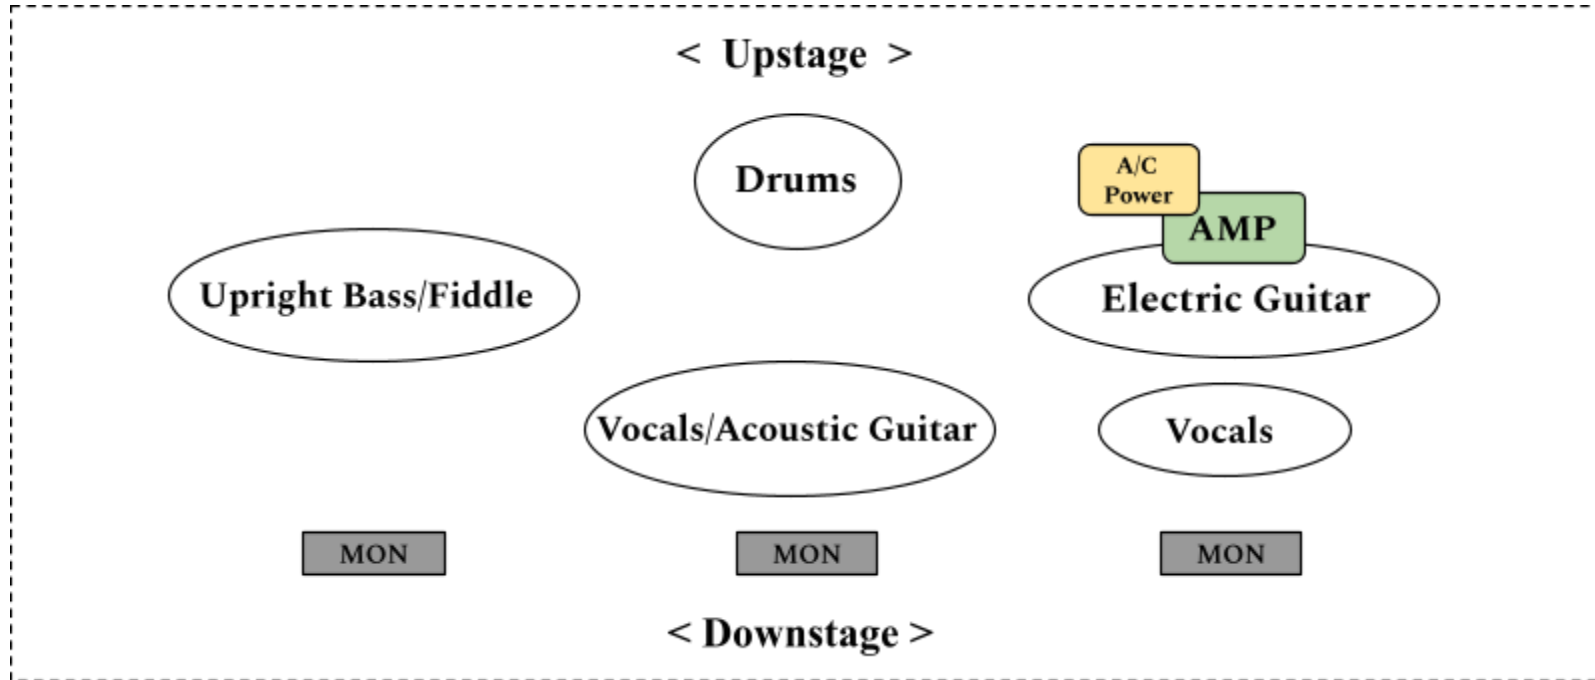 < Upstage >
Drums
A/C
Power
AMP
Upright Bass/Fiddle
Electric Guitar
Vocals/Acoustic Guitar
Vocals
MON
MON
MON
< Downstage >